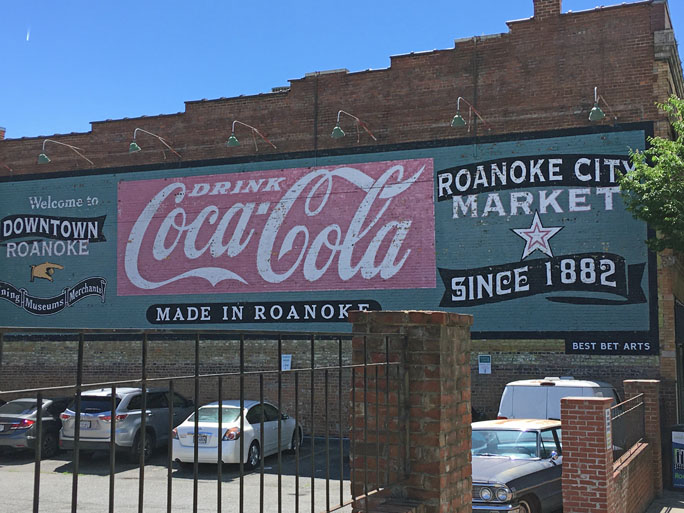 Welcome to
DOWNTOWN
ROANOKE
Museums Merchants
DRINK
Coca-Cola
MADE IN ROANOKE
ROANOKE CITY
MARKET
SINCE 1882
BEST BET ARTS